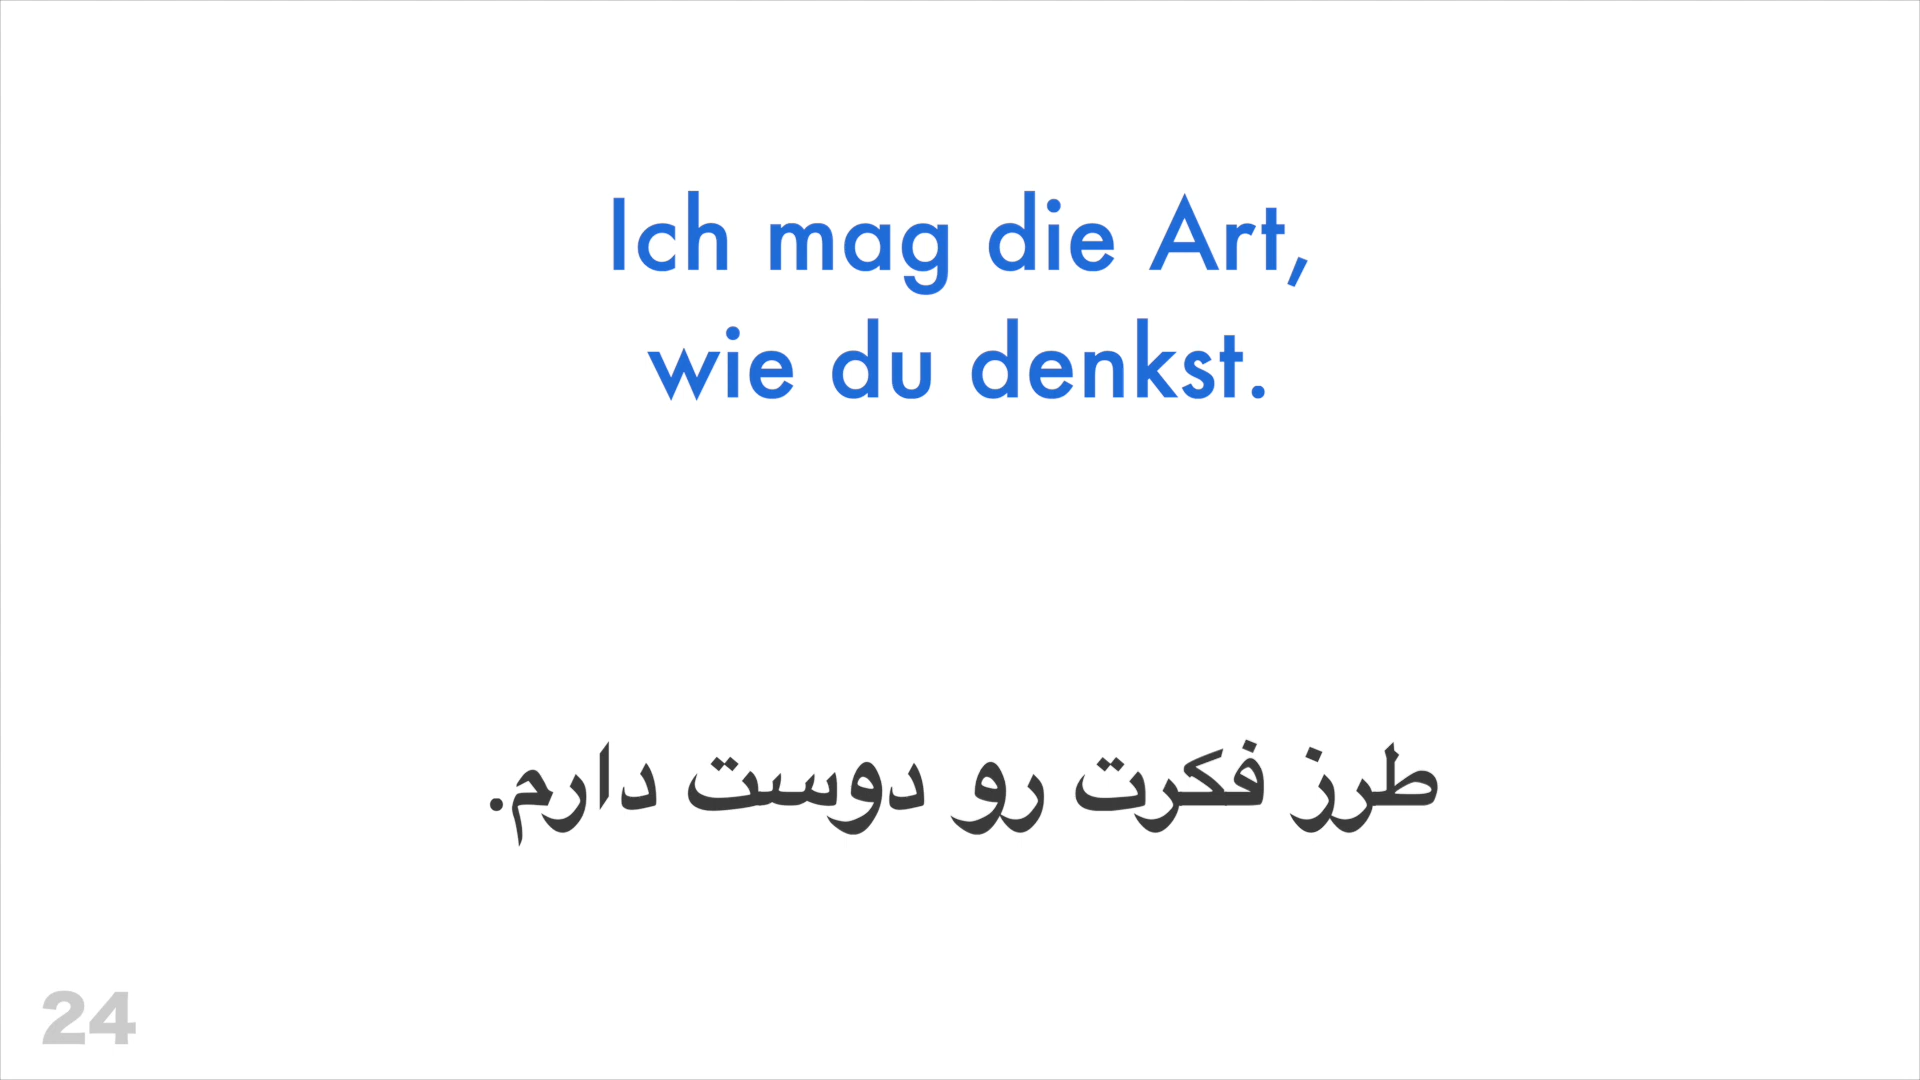 Ich mag die Art,
wie du denkst.
طرز فکرت رو دوست دارم.
24